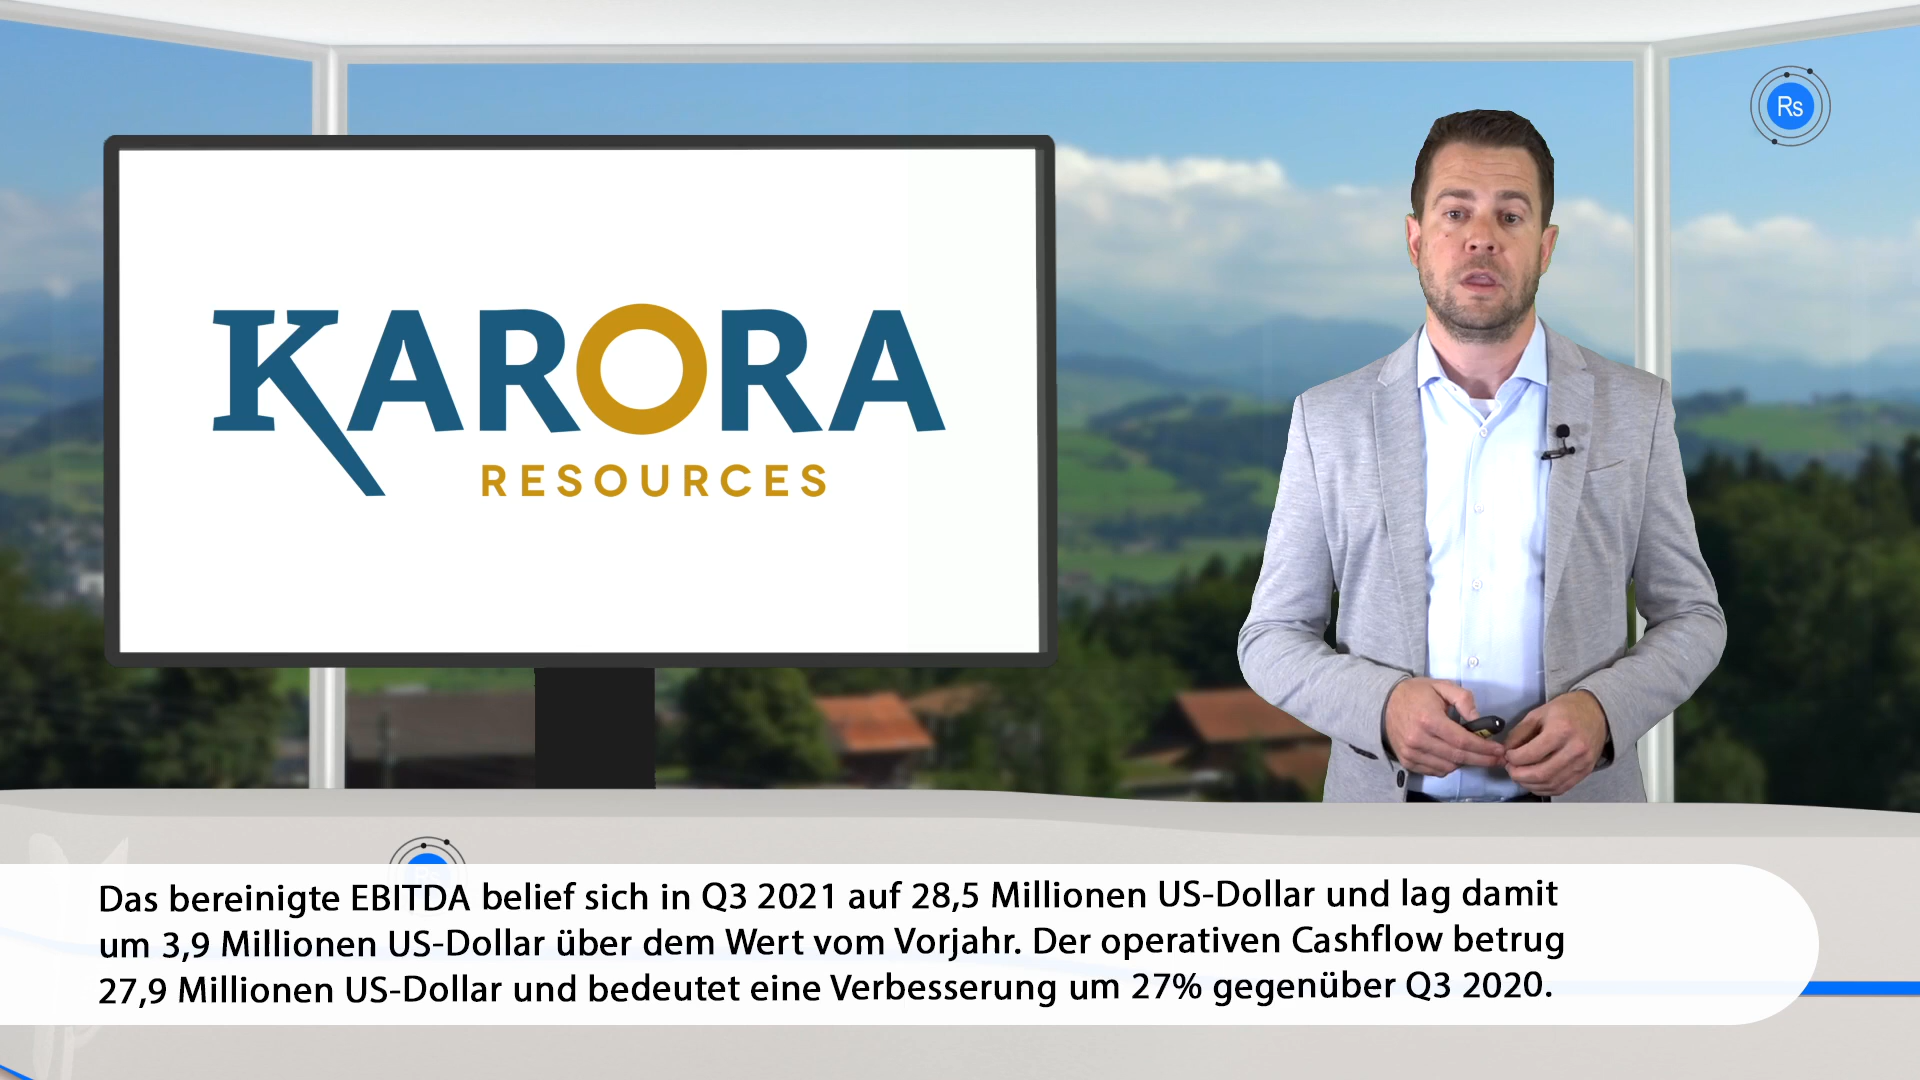 Rs
KARORA
RESOURCES
Das bereinigte EBITDA belief sich in Q3 2021 auf 28,5 Millionen US-Dollar und lag damit
um 3,9 Millionen US-Dollar über dem Wert vom Vorjahr. Der operativen Cashflow betrug
27,9 Millionen US-Dollar und bedeutet eine Verbesserung um 27% gegenüber Q3 2020.